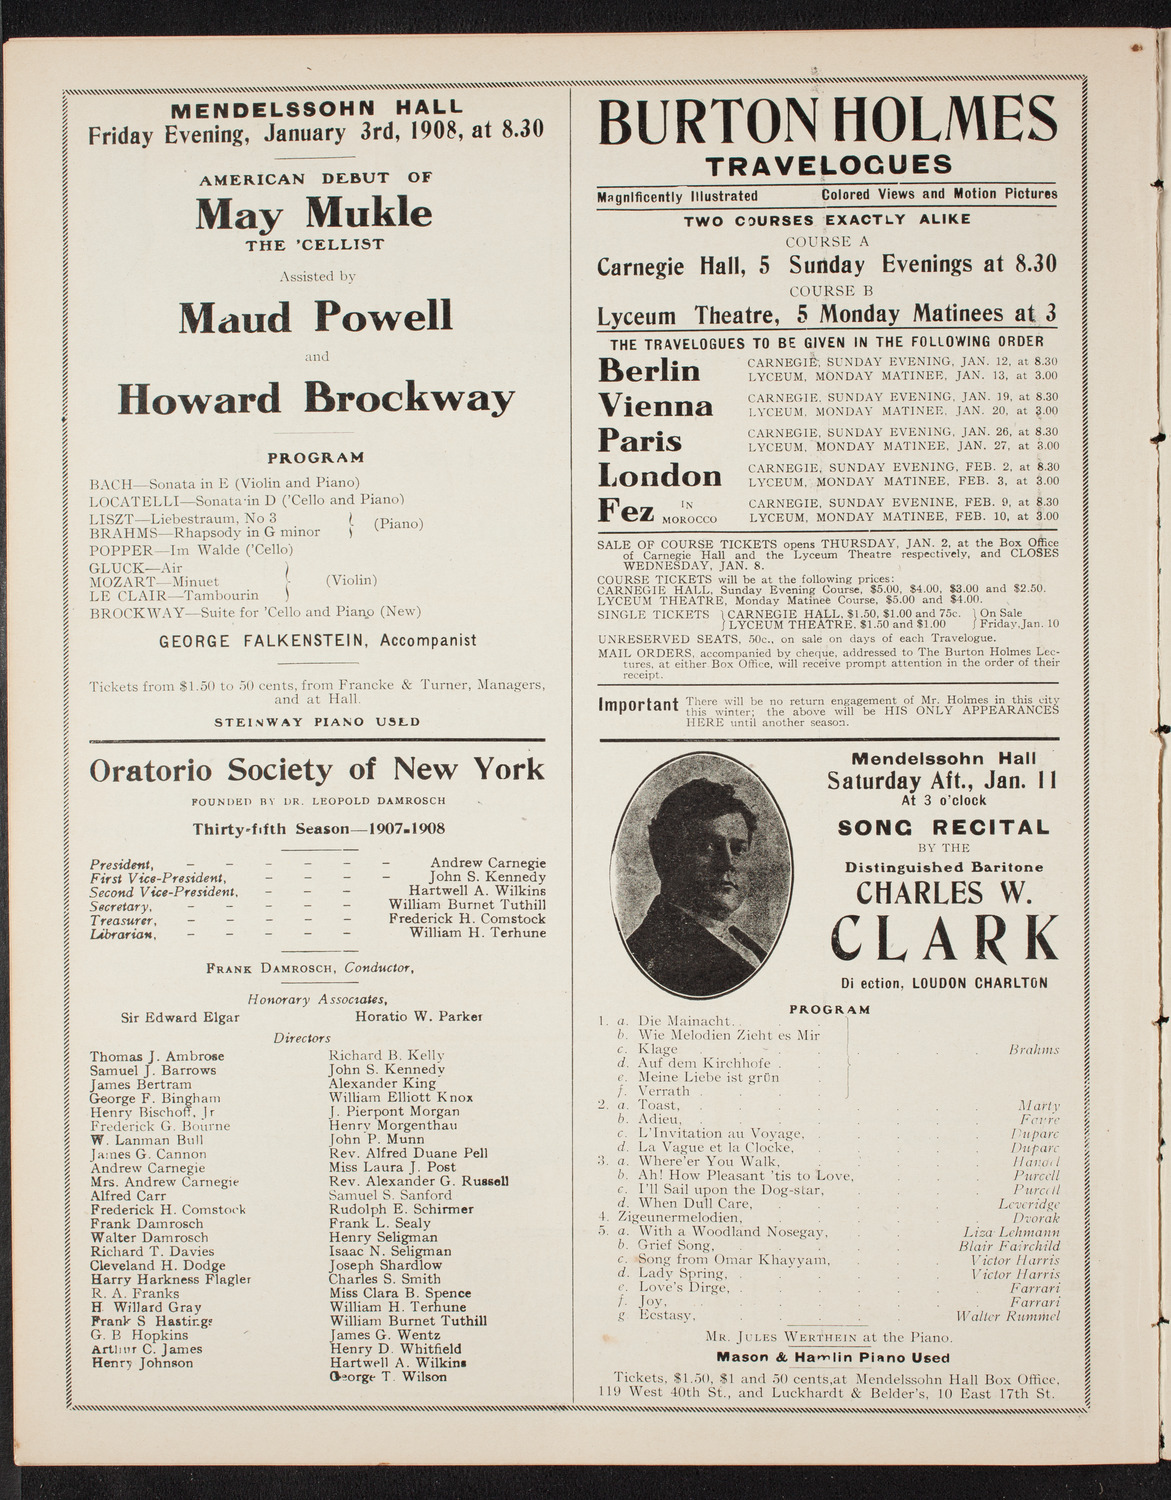 MENDELSSOHN HALL
Friday Evening, January 3rd, 1908, at 8.30
AMERICAN DEBUT OF
May Mukle
THE 'CELLIST
Assisted by
Maud Powell
and
Howard Brockway
PROGRAM
BACH—Sonata in E (Violin and Piano)
LOCATELLI—Sonata in D ('Cello and Piano)
LISZT—Liebestraum, No 3
BRAHMS—Rhapsody in G minor
(Piano)
POPPER—Im Walde ('Cello)
GLUCK—Air
MOZART—Minuet
LE CLAIR—Tambourin
(Violin)
BROCKWAY—Suite for 'Cello and Piano (New)
GEORGE FALKENSTEIN, Accompanist
Tickets from $1.50 to 50 cents, from Francke & Turner, Managers,
and at Hall.
STEINWAY PIANO USED
Oratorio Society of New York
FOUNDED BY DR. LEOPOLD DAMROSCH
Thirty-fifth Season—1907-1908
President, – – – – – – Andrew Carnegie
First Vice-President, – – – – – John S. Kennedy
Second Vice-President, – – – – Hartwell A. Wilkins
Secretary, – – – – – William Burnet Tuthill
Treasurer, – – – – – Frederick H. Comstock
Librarian, – – – – – William H. Terhune
FRANK DAMROSCH, Conductor,
Honorary Associates,
Sir Edward Elgar Horatio W. Parker
Directors
Thomas J. Ambrose
Samuel J. Barrows
James Bertram
George F. Bingham
Henry Bischoff, Jr
Frederick G. Bourne
W. Lanman Bull
James G. Cannon
Andrew Carnegie
Mrs. Andrew Carnegie
Alfred Carr
Frederick H. Comstock
Frank Damrosch
Walter Damrosch
Richard T. Davies
Cleveland H. Dodge
Harry Harkness Flagler
R. A. Franks
H. Willard Gray
Frank S Hastings
G. B Hopkins
Arthur C. James
Henry Johnson
Richard B. Kelly
John S. Kennedy
Alexander King
William Elliott Knox
J. Pierpont Morgan
Henry Morgenthau
John P. Munn
Rev. Alfred Duane Pell
Miss Laura J. Post
Rev. Alexander G. Russell
Samuel S. Sanford
Rudolph E. Schirmer
Frank L. Sealy
Henry Seligman
Isaac N. Seligman
Joseph Shardlow
Charles S. Smith
Miss Clara B. Spence
William H. Terhune
William Burnet Tuthill
James G. Wentz
Henry D. Whitfield
Hartwell A. Wilkins
George T. Wilson
BURTON HOLMES
TRAVELOGUES
Magnificently Illustrated Colored Views and Motion Pictures
TWO COURSES EXACTLY ALIKE
COURSE A
Carnegie Hall, 5 Sunday Evenings at 8.30
COURSE B
Lyceum Theatre, 5 Monday Matinees at 3
THE TRAVELOGUES TO BE GIVEN IN THE FOLLOWING ORDER
Berlin
CARNEGIE, SUNDAY EVENING, JAN. 12, at 8.30
LYCEUM, MONDAY MATINEE, JAN. 13, at 3.00
Vienna
CARNEGIE, SUNDAY EVENING, JAN. 19, at 8.30
LYCEUM, MONDAY MATINEE, JAN. 20, at 3.00
Paris
CARNEGIE, SUNDAY EVENING, JAN. 26, at 8.30
LYCEUM, MONDAY MATINEE, JAN. 27, at 3.00
London
CARNEGIE, SUNDAY EVENING, FEB. 2, at 8.30
LYCEUM, MONDAY MATINEE, FEB. 3, at 3.00
Fez IN MOROCCO
CARNEGIE, SUNDAY EVENINE, FEB. 9, at 8.30
LYCEUM, MONDAY MATINEE, FEB. 10, at 3.00
SALE OF COURSE TICKETS opens THURSDAY, JAN. 2, at the Box Office
of Carnegie Hall and the Lyceum Theatre respectively, and CLOSES
WEDNESDAY, JAN. 8.
COURSE TICKETS will be at the following prices:
CARNEGIE HALL, Sunday Evening Course, $5.00, $4.00, $3.00 and $2.50.
LYCEUM THEATRE, Monday Matineé Course, $5.00 and $4.00.
SINGLE TICKETS { CARNEGIE HALL, $1.50, $1.00 and 75c. } On Sale
{ LYCEUM THEATRE. $1.50 and $1.00 } Friday, Jan. 10
UNRESERVED SEATS, 50c., on sale on days of each Travelogue.
MAIL ORDERS, accompanied by cheque, addressed to The Burton Holmes Lec-
tures, at either Box Office, will receive prompt attention in the order of their
receipt.
Important There will be no return engagement of Mr. Holmes in this city
this winter; the above will be HIS ONLY APPEARANCES
HERE until another season.
Mendelssohn Hall
Saturday Aft., Jan. 11
At 3 o'clock
SONG RECITAL
BY THE
Distinguished Baritone
CHARLES W.
CLARK
Di ection, LOUDON CHARLTON
PROGRAM
1. a. Die Mainacht.
b. Wie Melodien Zieht es Mir
c. Klage
d. Auf dem Kirchhofe
e. Meine Liebe ist grün
f. Verrath
Brahms
2. a. Toast, Marty
b. Adieu, Favre
c. L'Invitation au Voyage, Duparc
d. La Vague et la Clocke, Duparc
3. a. Where'er You Walk, Handel
b. Ah! How Pleasant 'tis to Love, Purcell
c. I'll Sail upon the Dog-star, Purcell
d. When Dull Care, Leveridge
4. Zigeunermelodien, Dvorak
5. a. With a Woodland Nosegay, Liza Lehmann
b. Grief Song, Blair Fairchild
c. Song from Omar Khayyam, Victor Harris
d. Lady Spring, Victor Harris
e. Love's Dirge, Farrari
f. Joy, Farrari
g. Ecstasy, Walter Rummel
MR. JULES WERTHEIN at the Piano.
Mason & Hamlin Piano Used
Tickets, $1.50, $1 and 50 cents, at Mendelssohn Hall Box Office,
119 West 40th St., and Luckhardt & Belder's, 10 East 17th St.